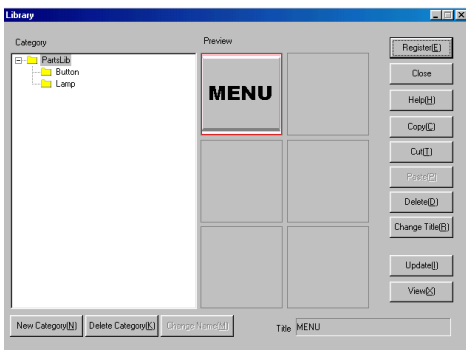 Library
Category
Preview
PartsLib
Button
Lamp
MENU
Register(E)
Close
Help(H)
Copy(C)
Cut(T)
Paste(P)
Delete(D)
Change Title(R)
Update(I)
View(X)
New Category(N)
Delete Category(K)
Change Name(M)
Title
MENU